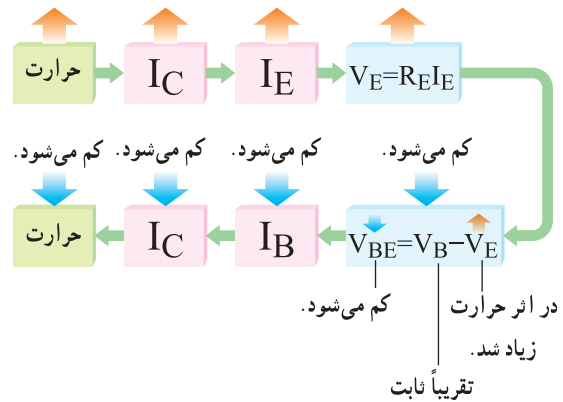 حرارت
I_C
I_E
V_E=R_EI_E
کم می‌شود.
کم می‌شود.
کم می‌شود.
کم می‌شود.
V_BE=V_B−V_E
I_B
I_C
حرارت
کم می‌شود.
در اثر حرارت
زیاد شد.
تقریباً ثابت